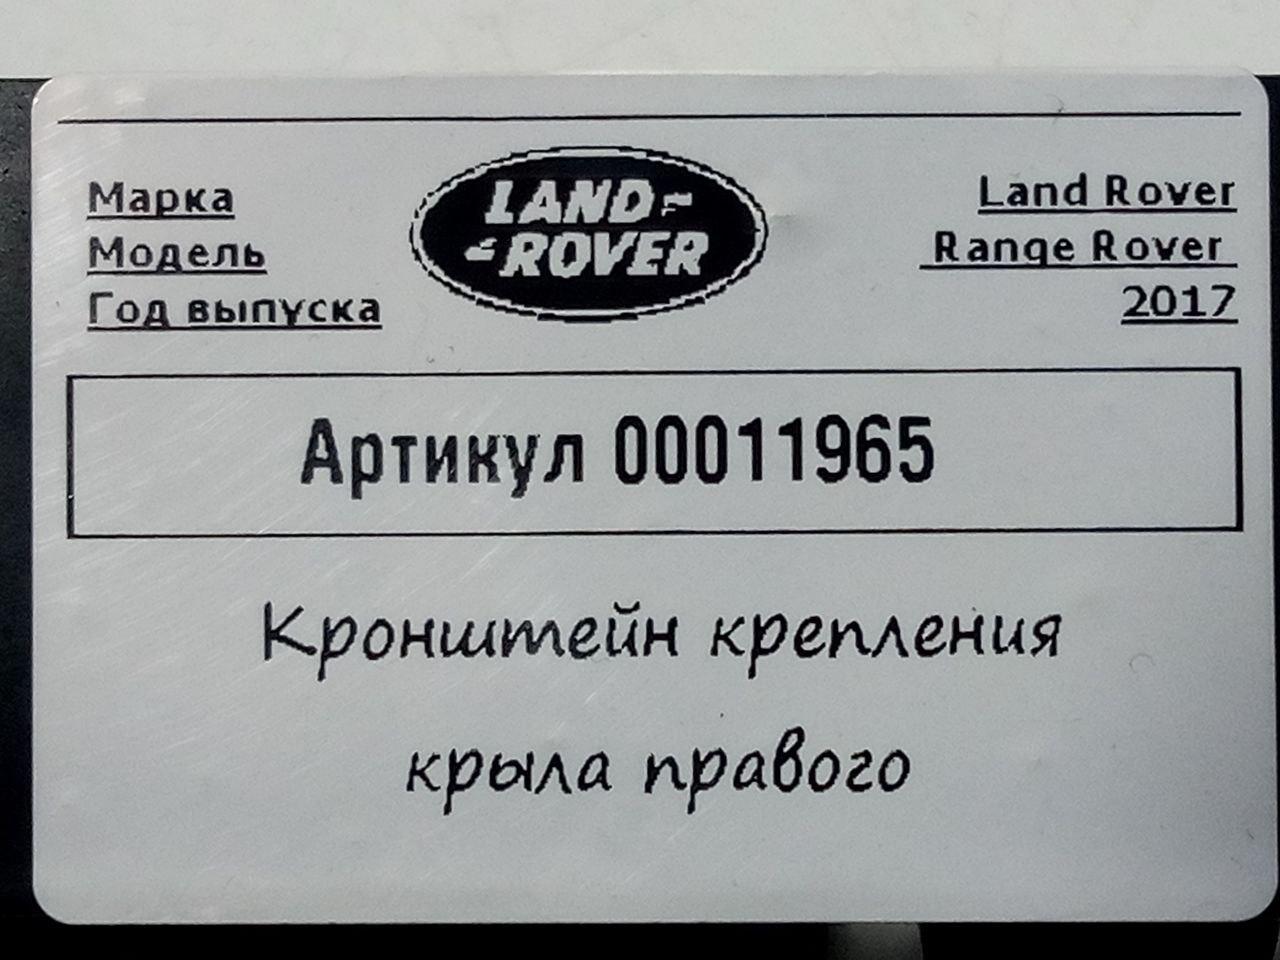 Марка
Модель
Год выпуска
LAND
ROVER
Land Rover
Range Rover
2017
Артикул 00011965
Кронштейн крепления
крыла правого